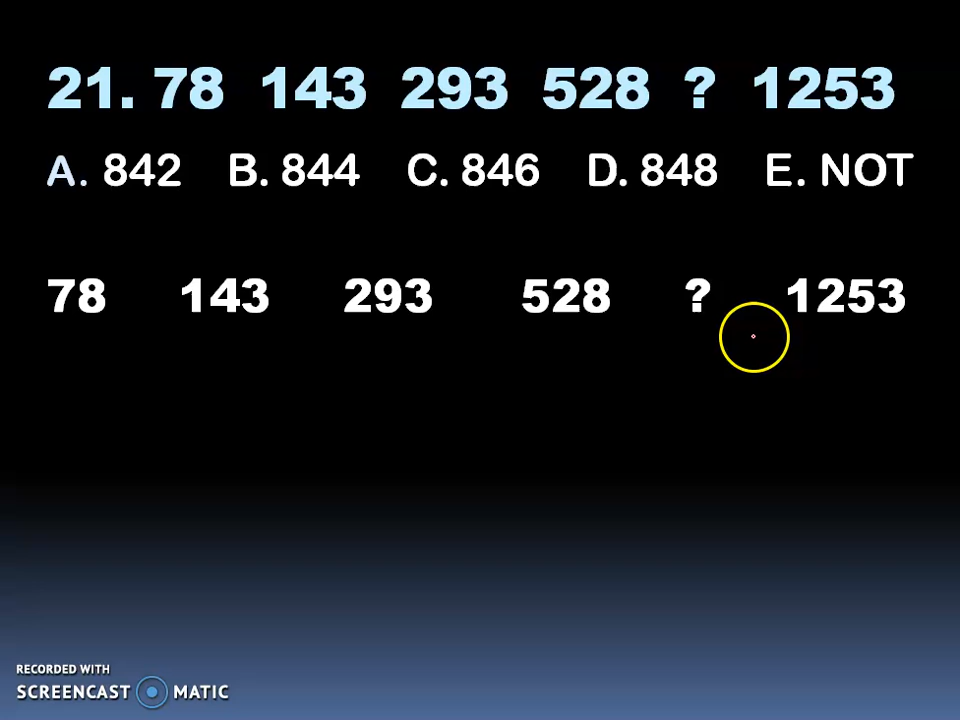 21. 78 143 293 528 ? 1253
A. 842 B. 844 C. 846 D. 848 E. NOT
78 143 293 528 ? 1253
RECORDED WITH
SCREENCAST MATIC